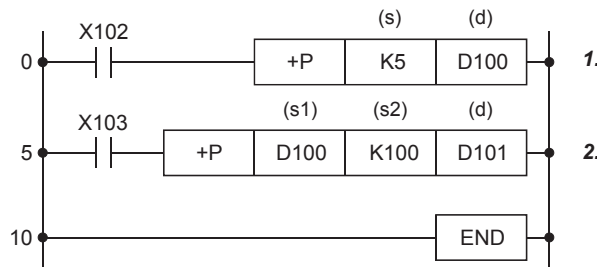 (s) (d)
X102
0 +P K5 D100 1.
(s1) (s2) (d)
X103
5 +P D100 K100 D101 2.
10 END